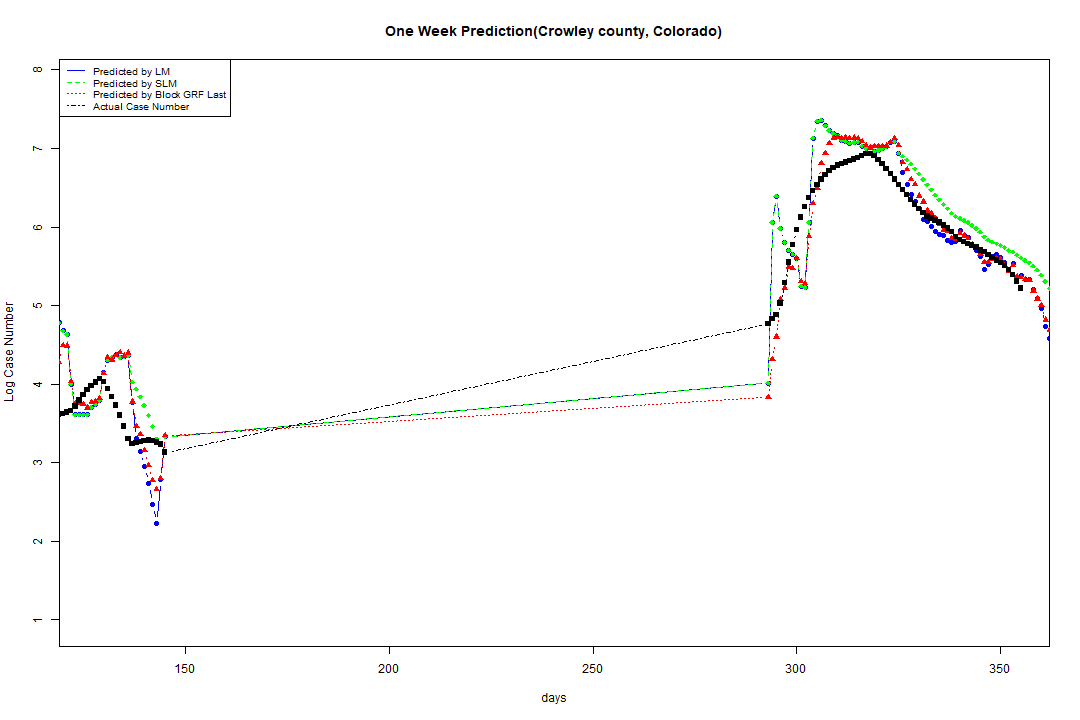 One Week Prediction(Crowley county, Colorado)
Predicted by LM
Predicted by SLM
Predicted by Block GRF Last
Actual Case Number
8
7
6
5
4
3
2
1
Log Case Number
150
200
250
300
350
days